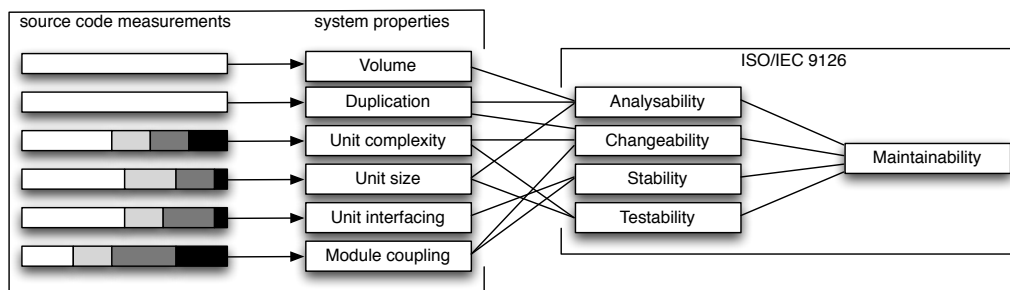 source code measurements
system properties
ISO/IEC 9126
Volume
Duplication
Unit complexity
Unit size
Unit interfacing
Module coupling
Analysability
Changeability
Stability
Testability
Maintainability